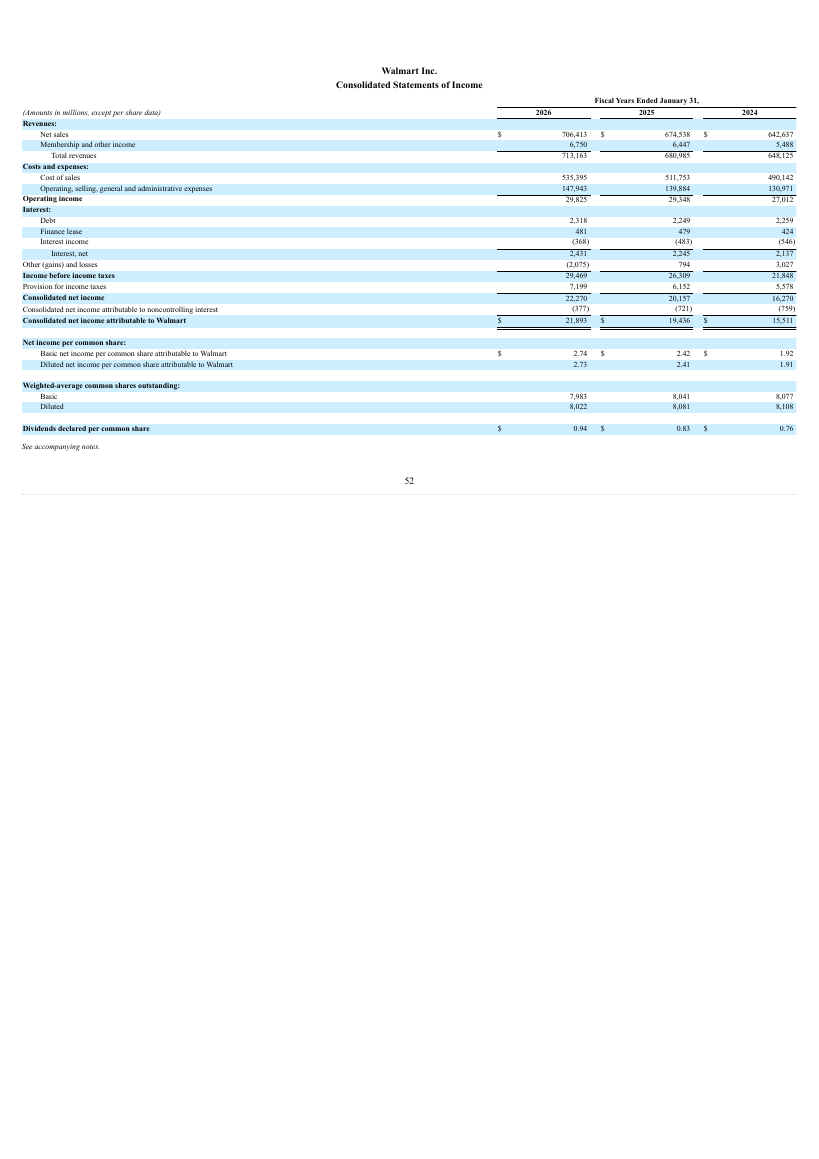 Walmart Inc.
Consolidated Statements of Income
Fiscal Years Ended January 31,
(Amounts in millions, except per share data) 2026 2025 2024
Revenues:
Net sales $ 706,413 $ 674,538 $ 642,637
Membership and other income 6,750 6,447 5,488
Total revenues 713,163 680,985 648,125
Costs and expenses:
Cost of sales 535,395 511,753 490,142
Operating, selling, general and administrative expenses 147,943 139,884 130,971
Operating income 29,825 29,348 27,012
Interest:
Debt 2,318 2,249 2,259
Finance lease 481 479 424
Interest income (368) (483) (546)
Interest, net 2,431 2,245 2,137
Other (gains) and losses (2,075) 794 3,027
Income before income taxes 29,469 26,309 21,848
Provision for income taxes 7,199 6,152 5,578
Consolidated net income 22,270 20,157 16,270
Consolidated net income attributable to noncontrolling interest (377) (721) (759)
Consolidated net income attributable to Walmart $ 21,893 $ 19,436 $ 15,511
Net income per common share:
Basic net income per common share attributable to Walmart $ 2.74 $ 2.42 $ 1.92
Diluted net income per common share attributable to Walmart 2.73 2.41 1.91
Weighted-average common shares outstanding:
Basic 7,983 8,041 8,077
Diluted 8,022 8,081 8,108
Dividends declared per common share $ 0.94 $ 0.83 $ 0.76
See accompanying notes.
52